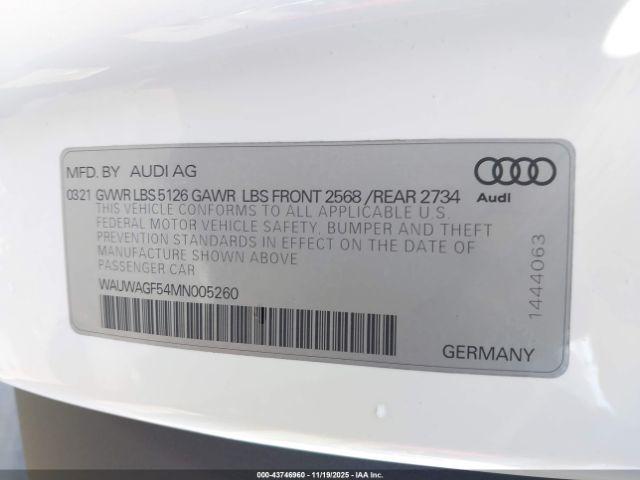 MFD. BY AUDI AG
0321 GVWR LBS 5126 GAWR LBS FRONT 2568 / REAR 2734
THIS VEHICLE CONFORMS TO ALL APPLICABLE U.S.
FEDERAL MOTOR VEHICLE SAFETY, BUMPER AND THEFT
PREVENTION STANDARDS IN EFFECT ON THE DATE OF
MANUFACTURE SHOWN ABOVE
PASSENGER CAR
WAUWAGF54MN005260
Audi
1444063
GERMANY
000-43746960 - 11/19/2025 - IAA Inc.